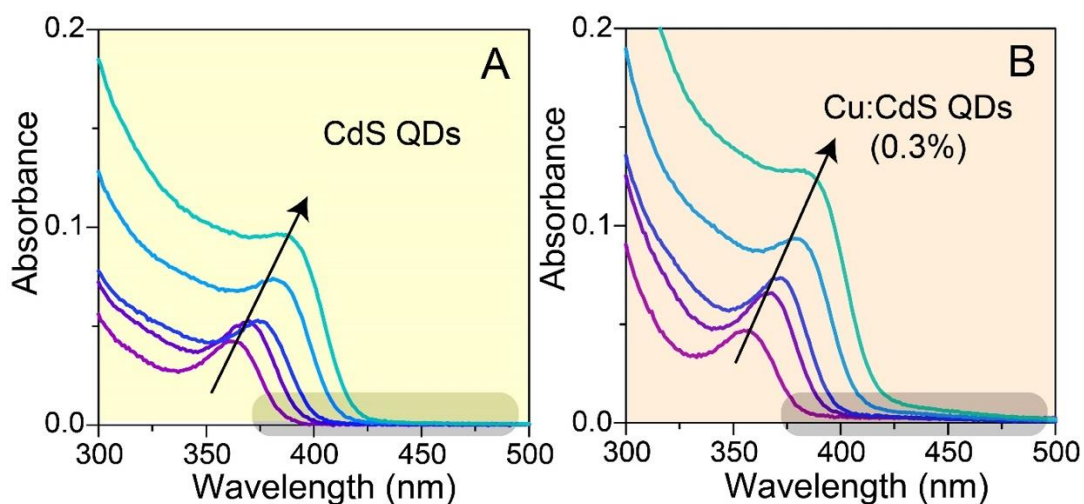 A
CdS QDs
0.2
0.1
0.0
Absorbance
300 350 400 450 500
Wavelength (nm)
B
Cu:CdS QDs
(0.3%)
0.2
0.1
0.0
Absorbance
300 350 400 450 500
Wavelength (nm)